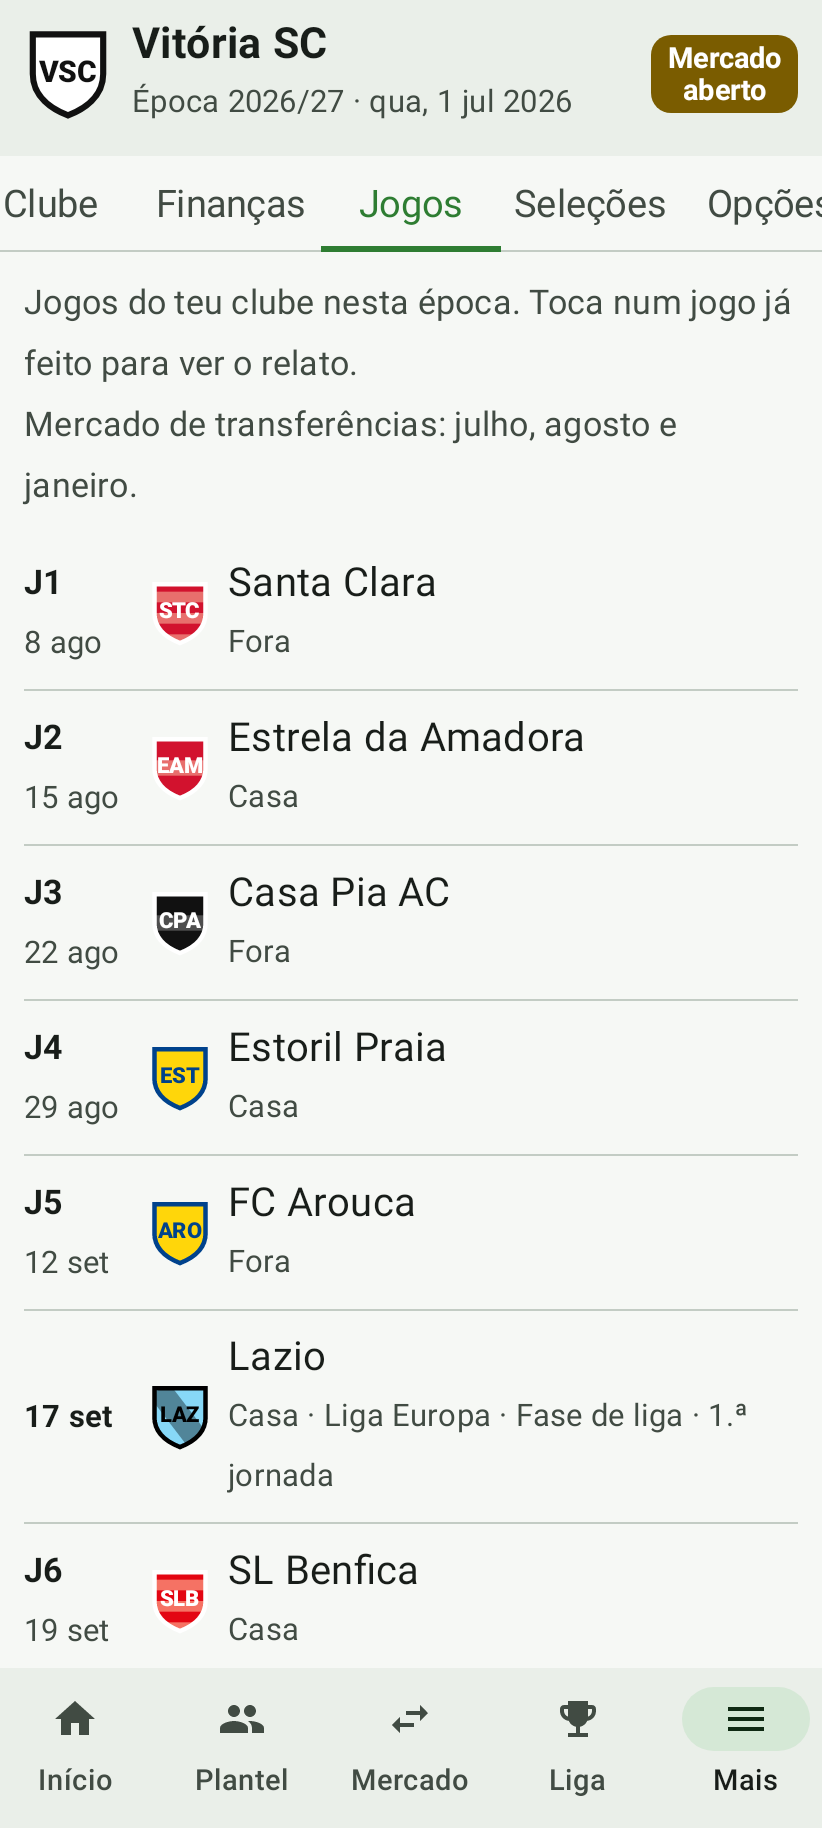 VSC
Vitória SC
Época 2026/27 · qua, 1 jul 2026
Mercado
aberto
Clube Finanças Jogos Seleções Opções
Jogos do teu clube nesta época. Toca num jogo já
feito para ver o relato.
Mercado de transferências: julho, agosto e
janeiro.
J1 STC Santa Clara
8 ago Fora
J2 EAM Estrela da Amadora
15 ago Casa
J3 CPA Casa Pia AC
22 ago Fora
J4 EST Estoril Praia
29 ago Casa
J5 ARO FC Arouca
12 set Fora
Lazio
17 set LAZ Casa · Liga Europa · Fase de liga · 1.ª
jornada
J6 SLB SL Benfica
19 set Casa
Início Plantel Mercado Liga Mais